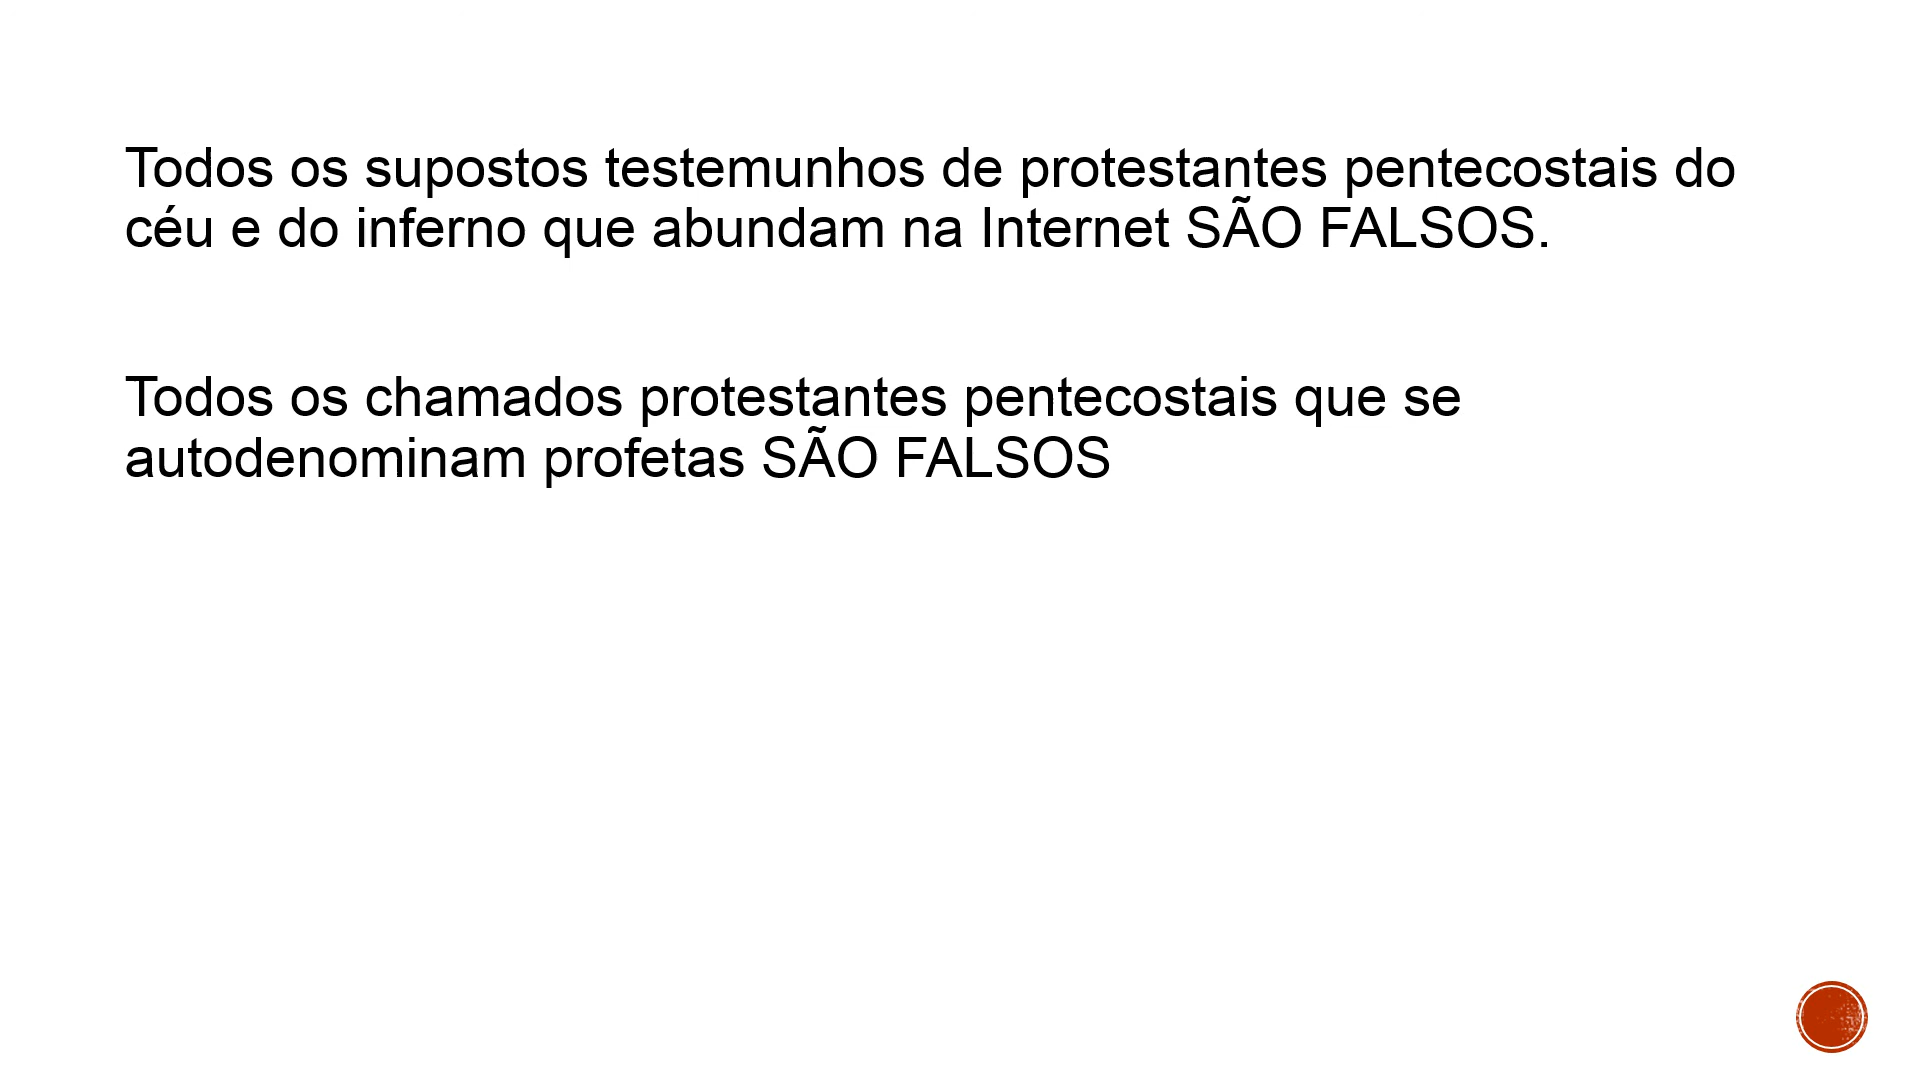 Todos os supostos testemunhos de protestantes pentecostais do
céu e do inferno que abundam na Internet SÃO FALSOS.
Todos os chamados protestantes pentecostais que se
autodenominam profetas SÃO FALSOS